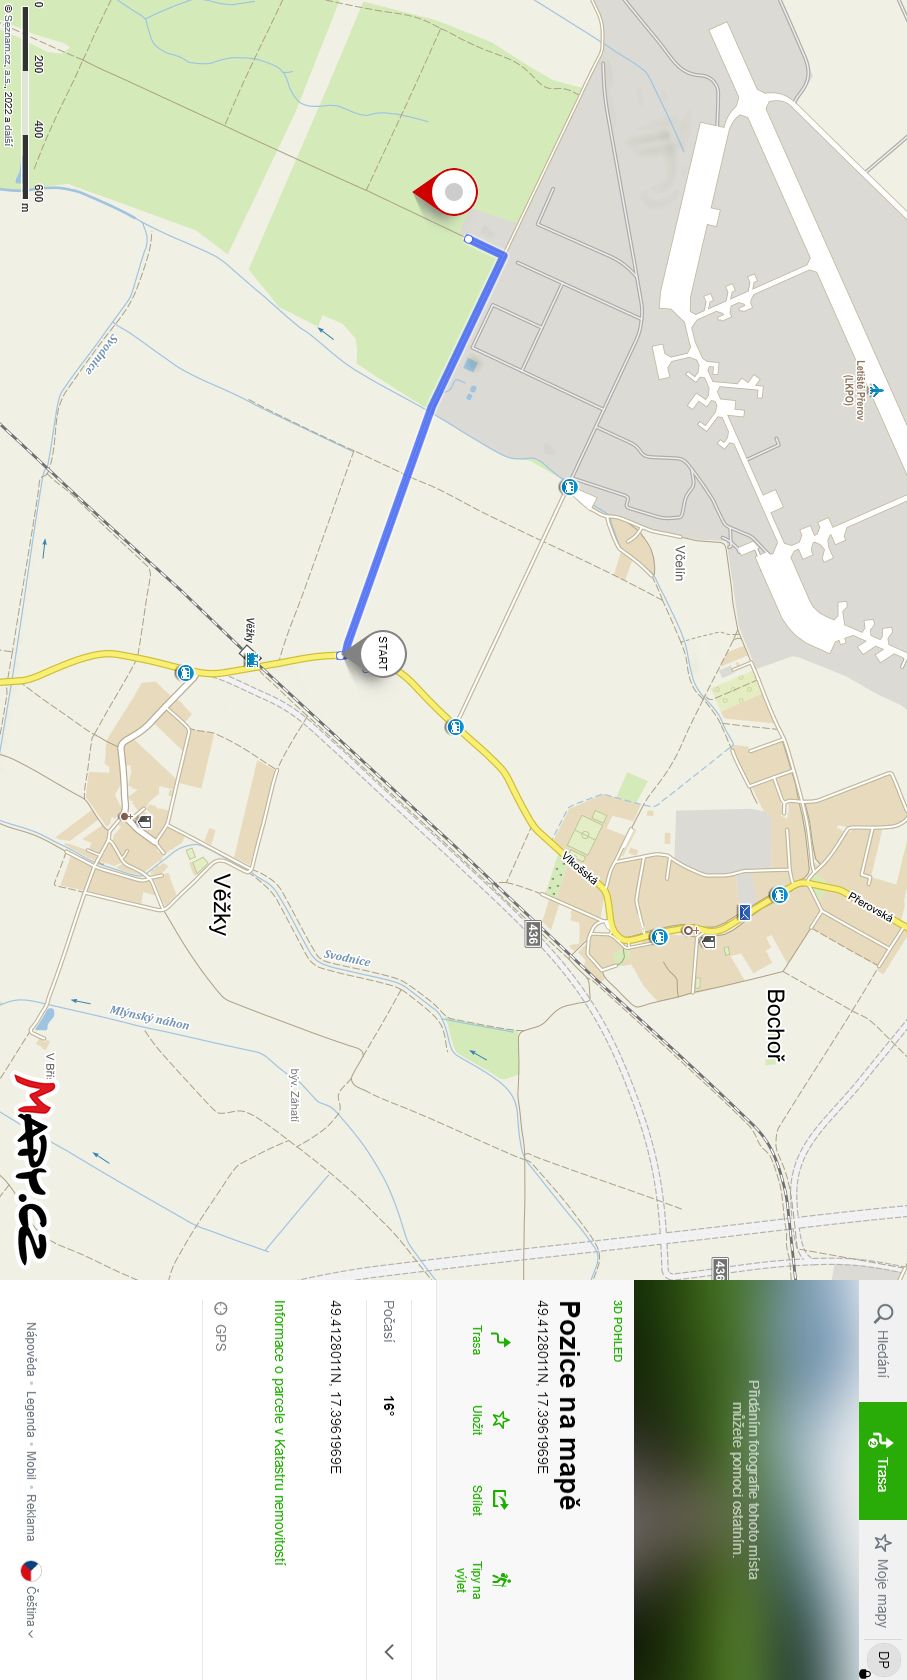 Hledání
Trasa
Moje mapy
DP
Přidáním fotografie tohoto místa
můžete pomoci ostatním.
3D POHLED
Pozice na mapě
49.4128011N, 17.3961969E
Trasa
Uložit
Sdílet
Tipy na
výlet
Počasí
16°
49.4128011N, 17.3961969E
Informace o parcele v Katastru nemovitostí
GPS
Nápověda • Legenda • Mobil • Reklama
Čeština
Letiště Přerov
(LKPO)
Včelín
Přerovská
Bochoř
Vlkošská
436
436
START
Věžky
Věžky
Svodnice
Svodnice
Mlýnský náhon
býv. Záhatí
0 200 400 600 m
© Seznam.cz, a.s., 2022 a další
MAPY.CZ